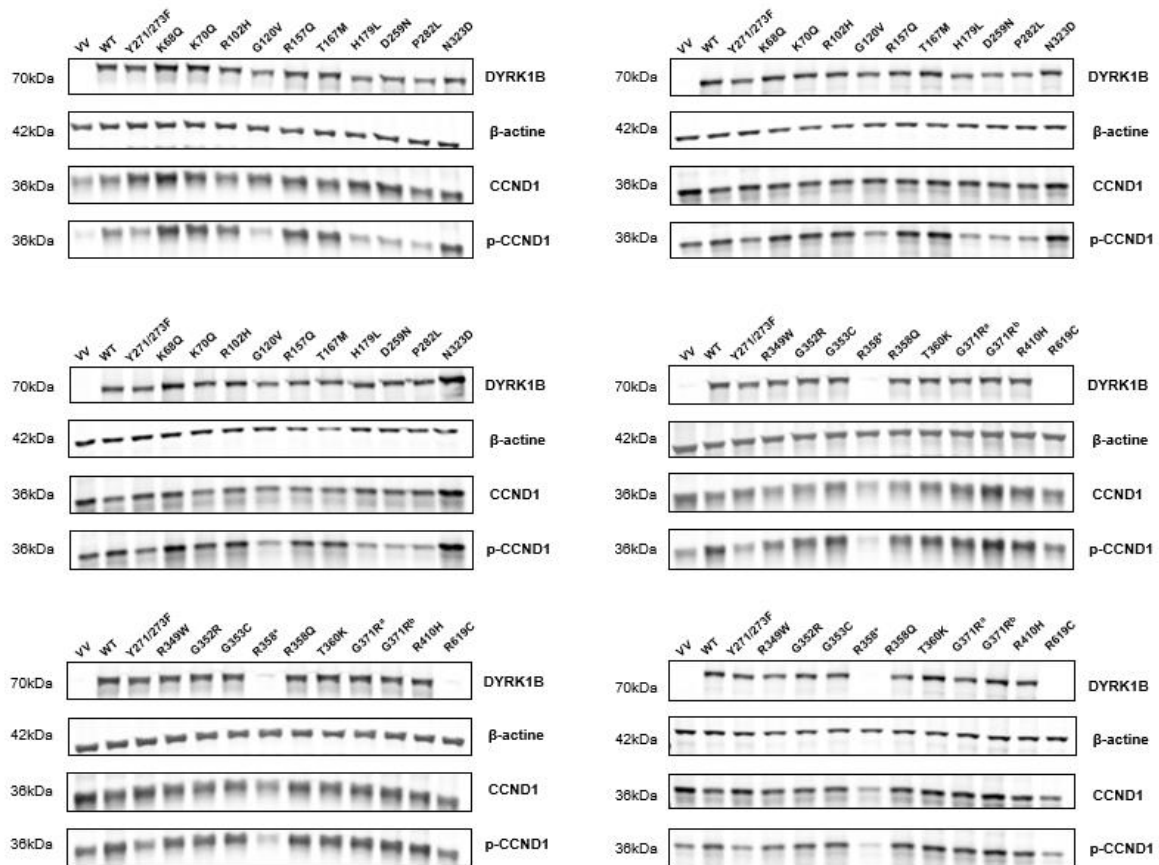 VV WT Y271/273F K68Q K70Q R102H G120V R157Q T167M H179L D259N P282L N323D
70kDa DYRK1B
42kDa β-actine
36kDa CCND1
36kDa p-CCND1
VV WT Y271/273F K68Q K70Q R102H G120V R157Q T167M H179L D259N P282L N323D
70kDa DYRK1B
42kDa β-actine
36kDa CCND1
36kDa p-CCND1
VV WT Y271/273F K68Q K70Q R102H G120V R157Q T167M H179L D259N P282L N323D
70kDa DYRK1B
42kDa β-actine
36kDa CCND1
36kDa p-CCND1
VV WT Y271/273F R349W G352R G353C R358* R358Q T360K G371Rᵃ G371Rᵇ R410H R619C
70kDa DYRK1B
42kDa β-actine
36kDa CCND1
36kDa p-CCND1
VV WT Y271/273F R349W G352R G353C R358* R358Q T360K G371Rᵃ G371Rᵇ R410H R619C
70kDa DYRK1B
42kDa β-actine
36kDa CCND1
36kDa p-CCND1
VV WT Y271/273F R349W G352R G353C R358* R358Q T360K G371Rᵃ G371Rᵇ R410H R619C
70kDa DYRK1B
42kDa β-actine
36kDa CCND1
36kDa p-CCND1